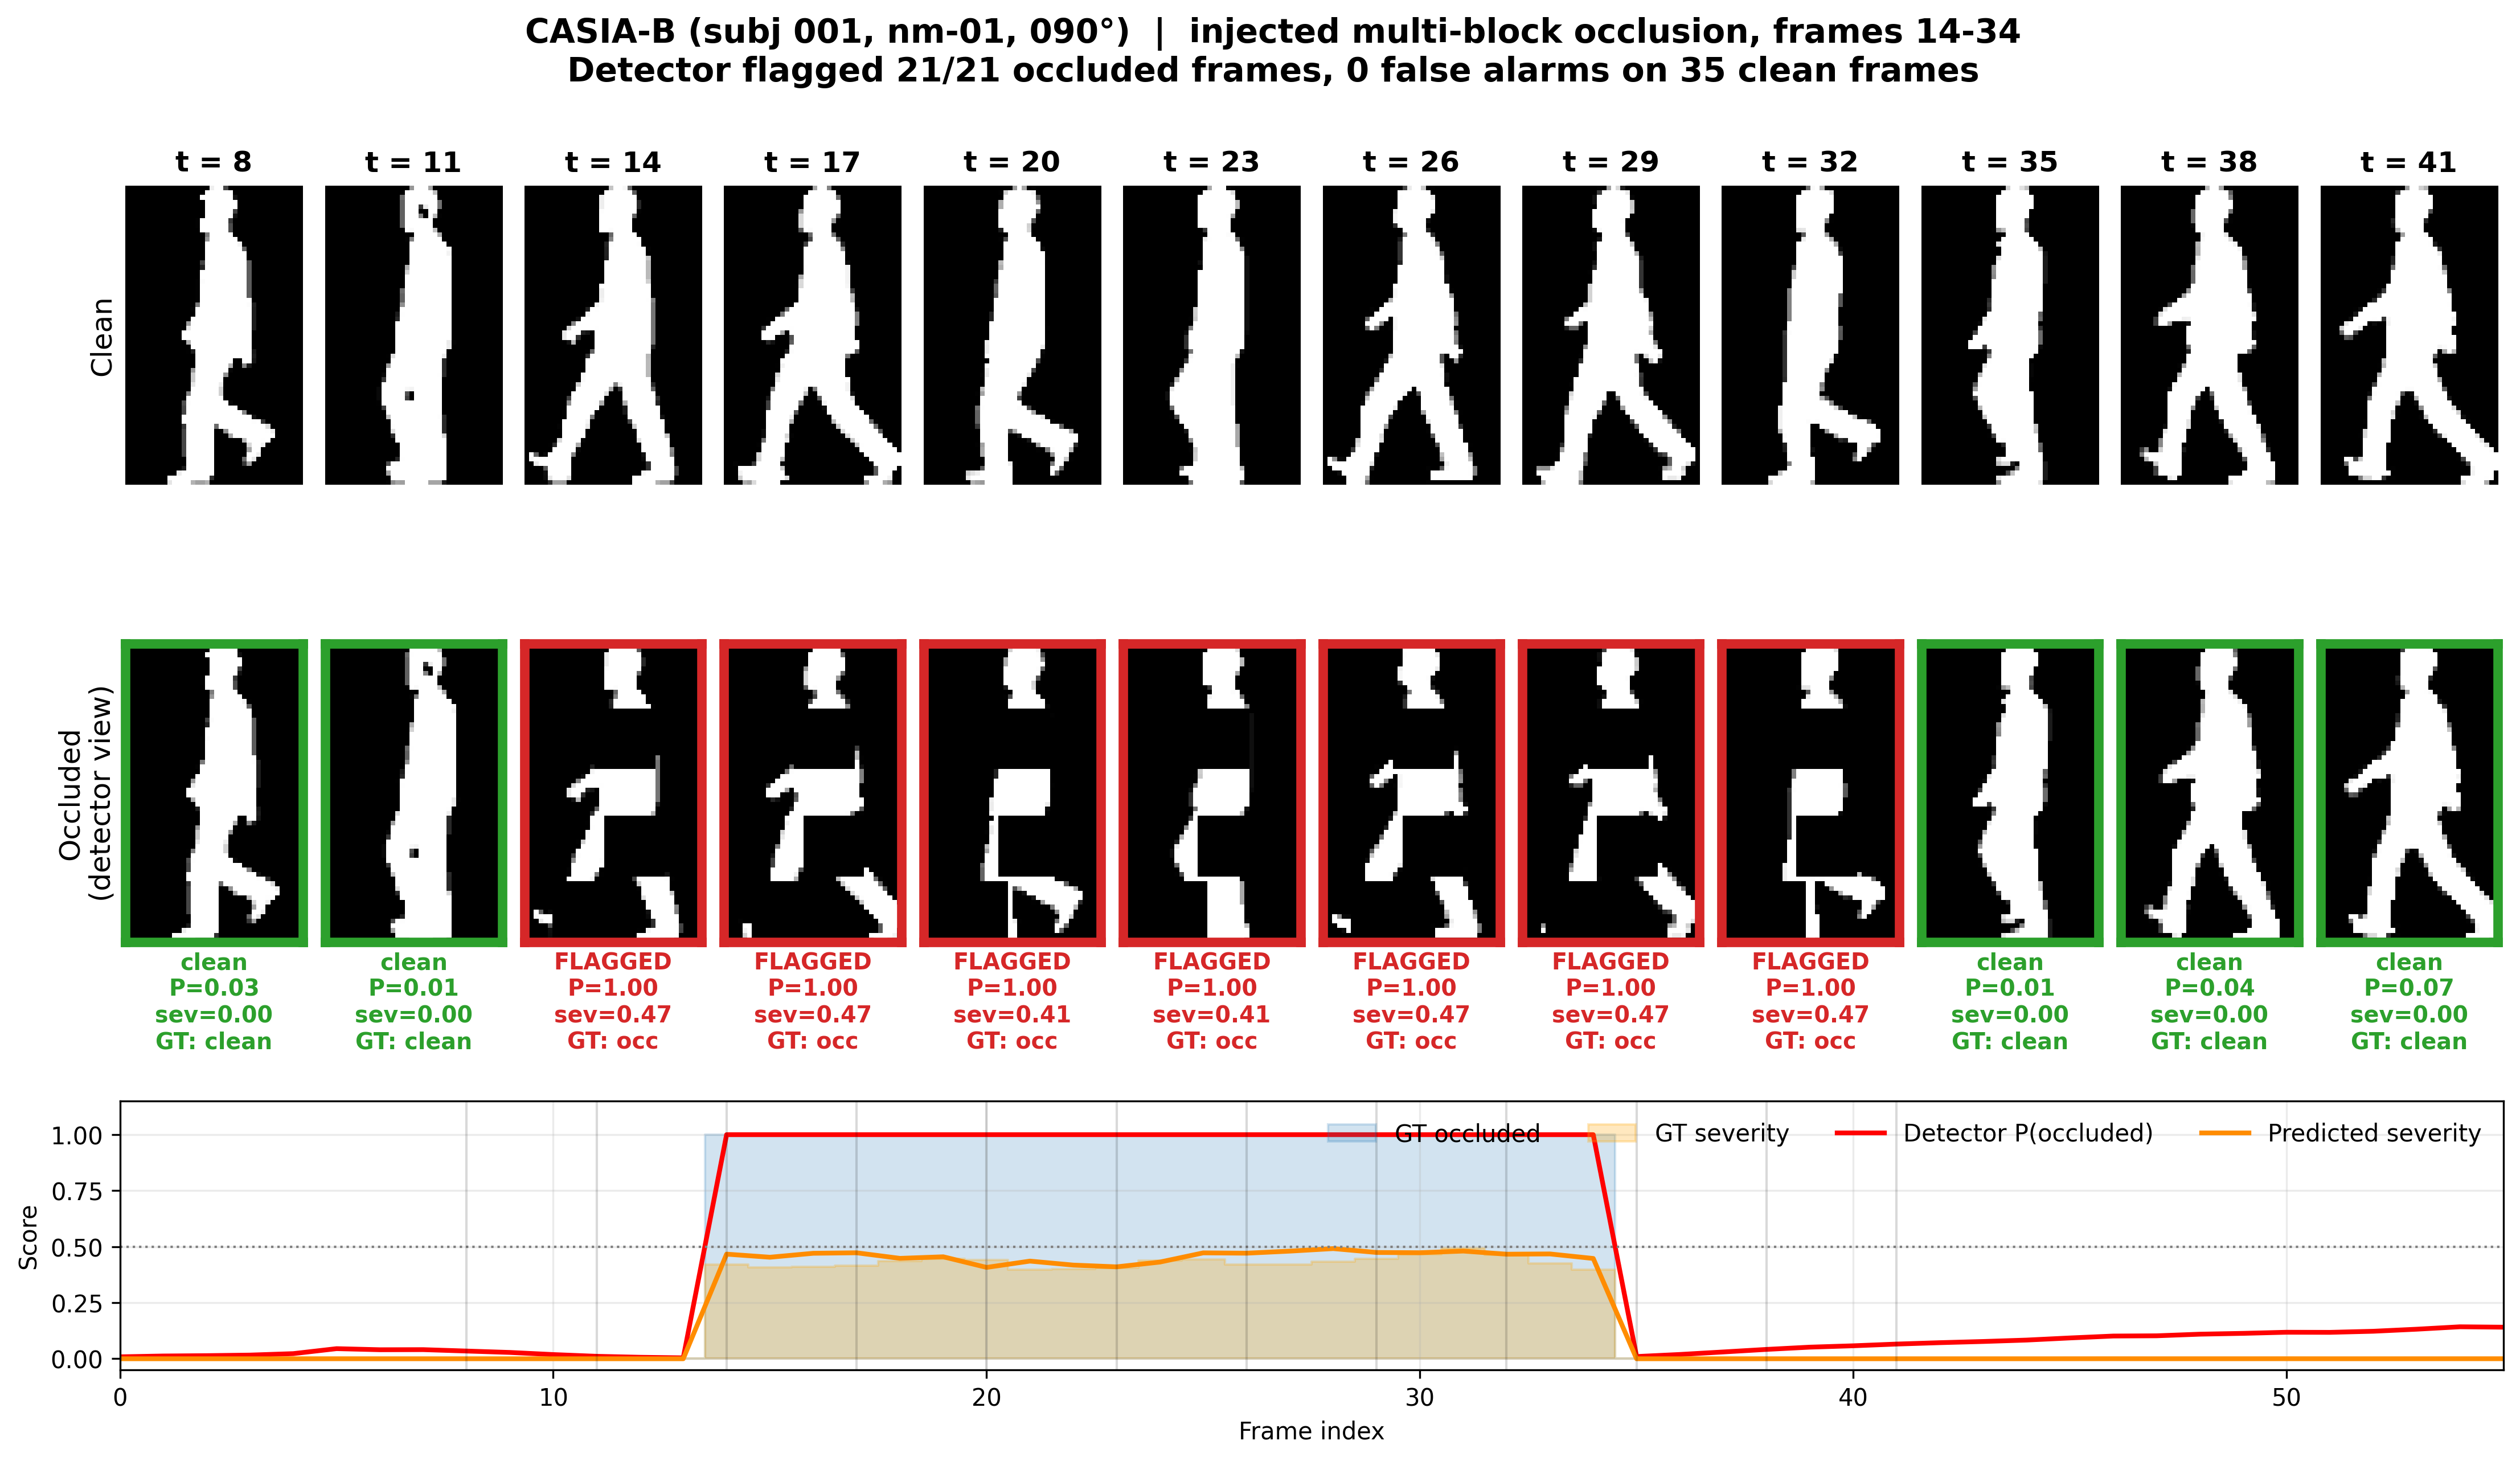 CASIA-B (subj 001, nm-01, 090°)  |  injected multi-block occlusion, frames 14-34
Detector flagged 21/21 occluded frames, 0 false alarms on 35 clean frames
t = 8 t = 11 t = 14 t = 17 t = 20 t = 23 t = 26 t = 29 t = 32 t = 35 t = 38 t = 41
Clean
Occluded
(detector view)
clean clean FLAGGED FLAGGED FLAGGED FLAGGED FLAGGED FLAGGED FLAGGED clean clean clean
P=0.03 P=0.01 P=1.00 P=1.00 P=1.00 P=1.00 P=1.00 P=1.00 P=1.00 P=0.01 P=0.04 P=0.07
sev=0.00 sev=0.00 sev=0.47 sev=0.47 sev=0.41 sev=0.41 sev=0.47 sev=0.47 sev=0.47 sev=0.00 sev=0.00 sev=0.00
GT: clean GT: clean GT: occ GT: occ GT: occ GT: occ GT: occ GT: occ GT: occ GT: clean GT: clean GT: clean
GT occluded GT severity Detector P(occluded) Predicted severity
Score
1.00
0.75
0.50
0.25
0.00
0 10 20 30 40 50
Frame index